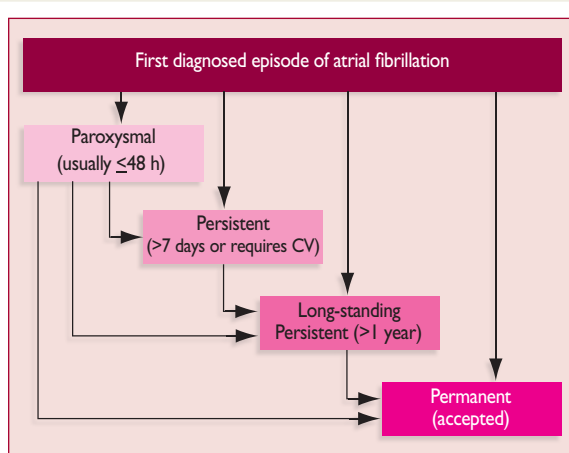 First diagnosed episode of atrial fibrillation
Paroxysmal
(usually ≤48 h)
Persistent
(>7 days or requires CV)
Long-standing
Persistent (>1 year)
Permanent
(accepted)